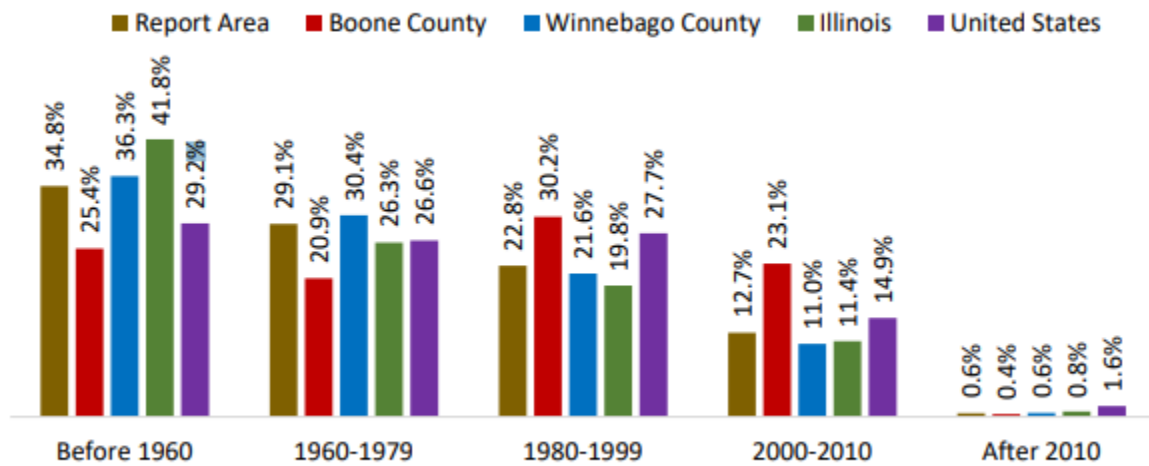 Report Area Boone County Winnebago County Illinois United States
34.8% 25.4% 36.3% 41.8% 29.2%
29.1% 20.9% 30.4% 26.3% 26.6%
22.8% 30.2% 21.6% 19.8% 27.7%
12.7% 23.1% 11.0% 11.4% 14.9%
0.6% 0.4% 0.6% 0.8% 1.6%
Before 1960 1960-1979 1980-1999 2000-2010 After 2010